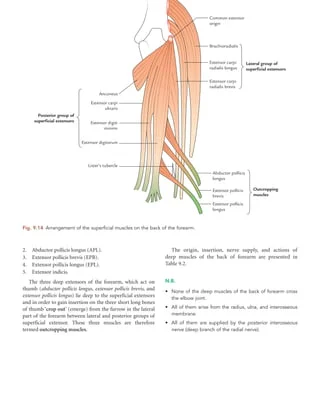 Common extensor
origin
Brachioradialis
Extensor carpi
radialis longus
Lateral group of
superficial extensors
Extensor carpi
radialis brevis
Anconeus
Extensor carpi
ulnaris
Posterior group of
superficial extensors
Extensor digiti
minimi
Extensor digitorum
Lister's tubercle
Abductor pollicis
longus
Extensor pollicis
brevis
Outcropping
muscles
Extensor pollicis
longus
Fig. 9.14 Arrangement of the superficial muscles on the back of the forearm.
2. Abductor pollicis longus (APL).
3. Extensor pollicis brevis (EPB).
4. Extensor pollicis longus (EPL).
5. Extensor indicis.
The three deep extensors of the forearm, which act on
thumb (abductor pollicis longus, extensor pollicis brevis, and
extensor pollicis longus) lie deep to the superficial extensors
and in order to gain insertion on the three short long bones
of thumb 'crop out' (emerge) from the furrow in the lateral
part of the forearm between lateral and posterior groups of
superficial extensor. These three muscles are therefore
termed outcropping muscles.
The origin, insertion, nerve supply, and actions of
deep muscles of the back of forearm are presented in
Table 9.2.
N.B.
• None of the deep muscles of the back of forearm cross
the elbow joint.
• All of them arise from the radius, ulna, and interosseous
membrane.
• All of them are supplied by the posterior interosseous
nerve (deep branch of the radial nerve).